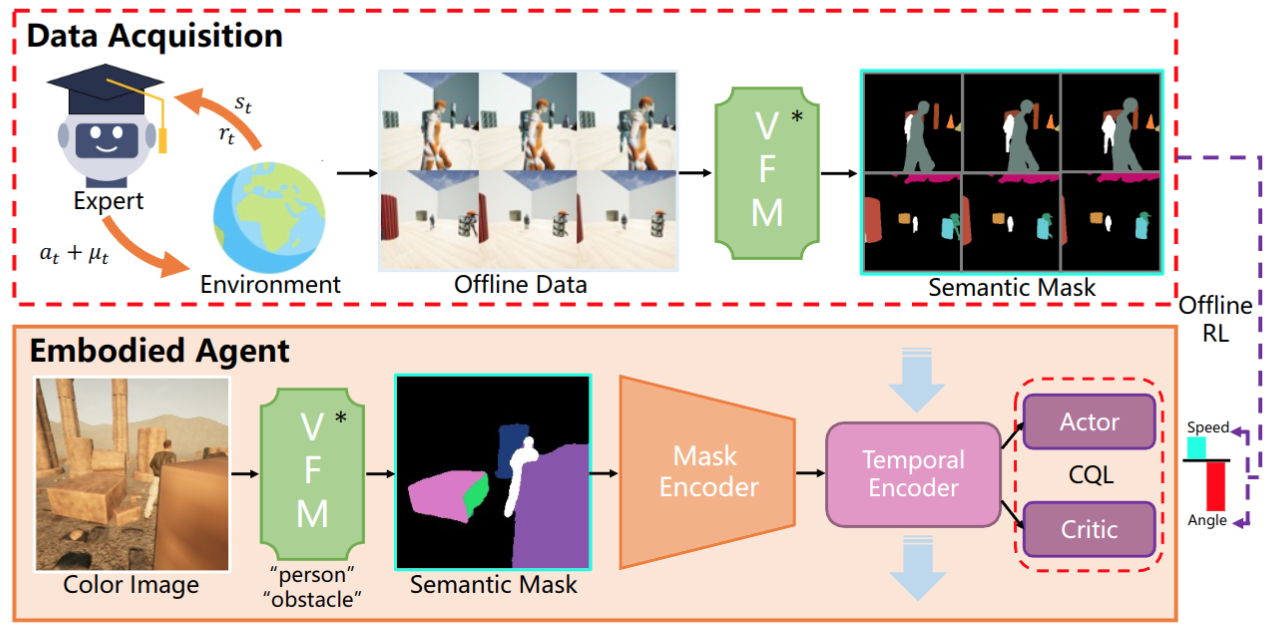 Data Acquisition
s_t
r_t
Expert
a_t + μ_t
Environment
Offline Data
V *
F
M
Semantic Mask
Offline
RL
Embodied Agent
Color Image
V *
F
M
“person”
“obstacle”
Semantic Mask
Mask
Encoder
Temporal
Encoder
Actor
CQL
Critic
Speed
Angle